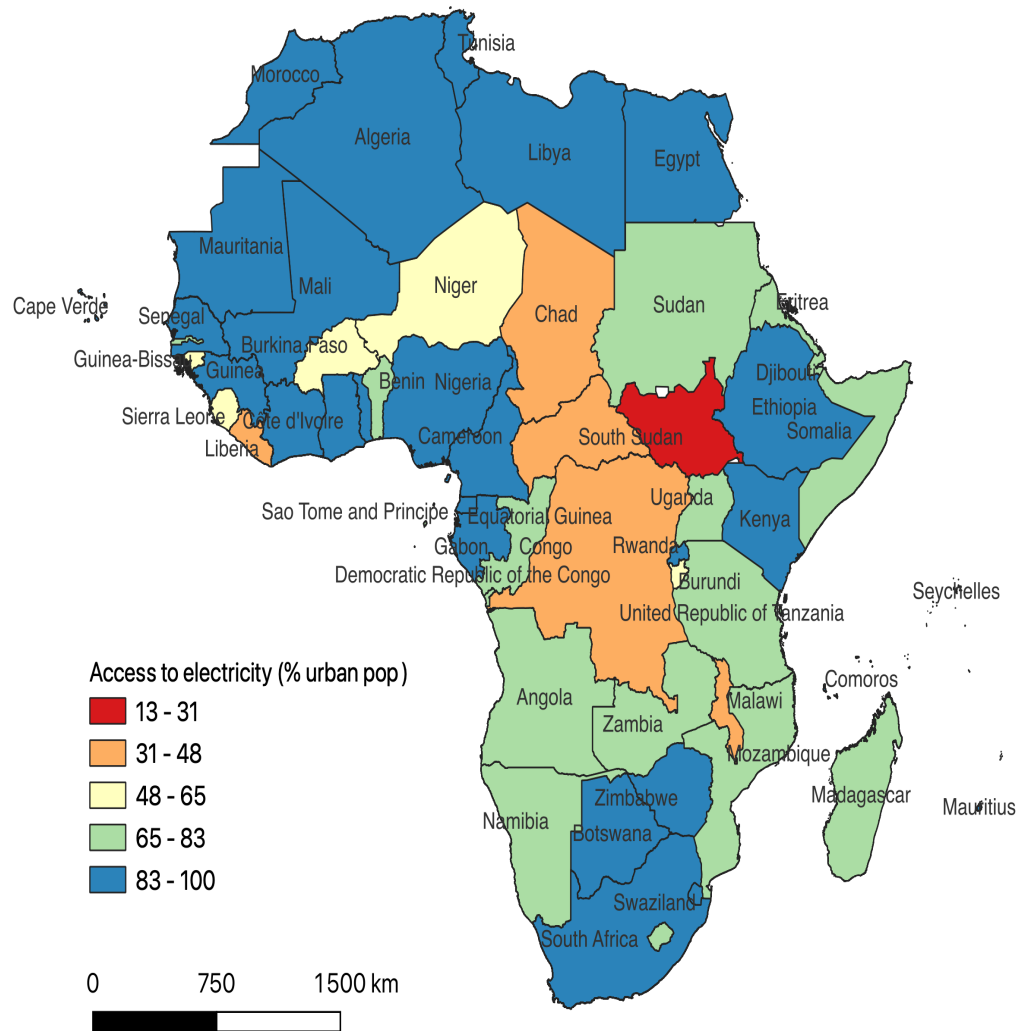 Tunisia
Morocco
Algeria
Libya
Egypt
Mauritania
Mali
Niger
Chad
Sudan
Eritrea
Cape Verde
Senegal
Burkina Faso
Guinea-Bissau
Guinea
Benin
Nigeria
Djibouti
Ethiopia
Somalia
Sierra Leone
Côte d'Ivoire
Liberia
Cameroon
South Sudan
Uganda
Kenya
Sao Tome and Principe
Equatorial Guinea
Gabon
Congo
Rwanda
Democratic Republic of the Congo
Burundi
United Republic of Tanzania
Seychelles
Comoros
Angola
Zambia
Malawi
Mozambique
Madagascar
Mauritius
Namibia
Zimbabwe
Botswana
Swaziland
South Africa
Access to electricity (% urban pop)
13 - 31
31 - 48
48 - 65
65 - 83
83 - 100
0 750 1500 km